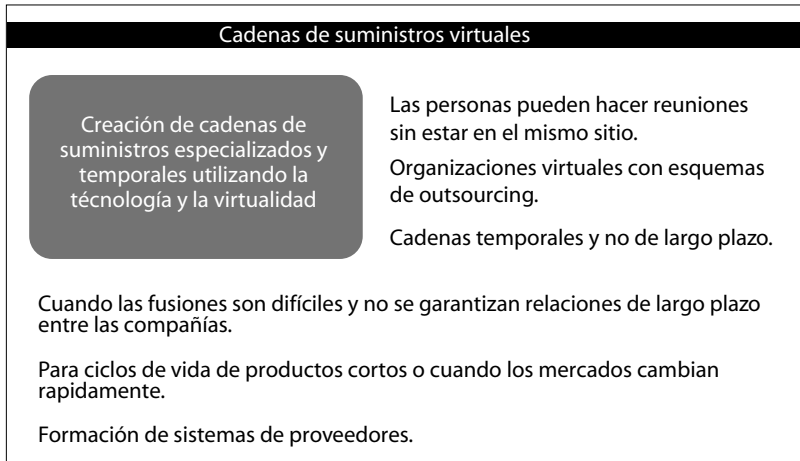 Cadenas de suministros virtuales
Creación de cadenas de
suministros especializados y
temporales utilizando la
técnología y la virtualidad
Las personas pueden hacer reuniones
sin estar en el mismo sitio.
Organizaciones virtuales con esquemas
de outsourcing.
Cadenas temporales y no de largo plazo.
Cuando las fusiones son difíciles y no se garantizan relaciones de largo plazo
entre las compañías.
Para ciclos de vida de productos cortos o cuando los mercados cambian
rapidamente.
Formación de sistemas de proveedores.